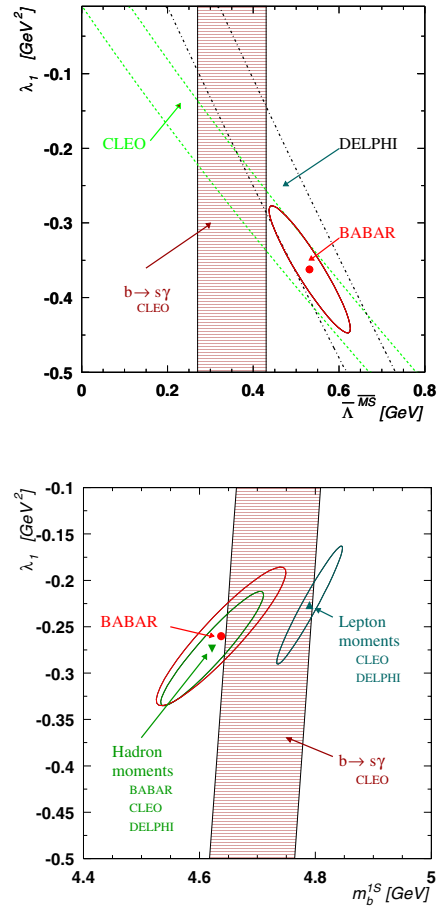 λ₁ [GeV²]
-0.1
-0.2
-0.3
-0.4
-0.5
CLEO
DELPHI
BABAR
b→ sγ
CLEO
0 0.2 0.4 0.6 0.8
Λ̅ M̅S̅ [GeV]
λ₁ [GeV²]
-0.1
-0.15
-0.2
-0.25
-0.3
-0.35
-0.4
-0.45
-0.5
BABAR
Lepton
moments
CLEO
DELPHI
Hadron
moments
BABAR
CLEO
DELPHI
b→ sγ
CLEO
4.4 4.6 4.8 5
m_b^1S [GeV]